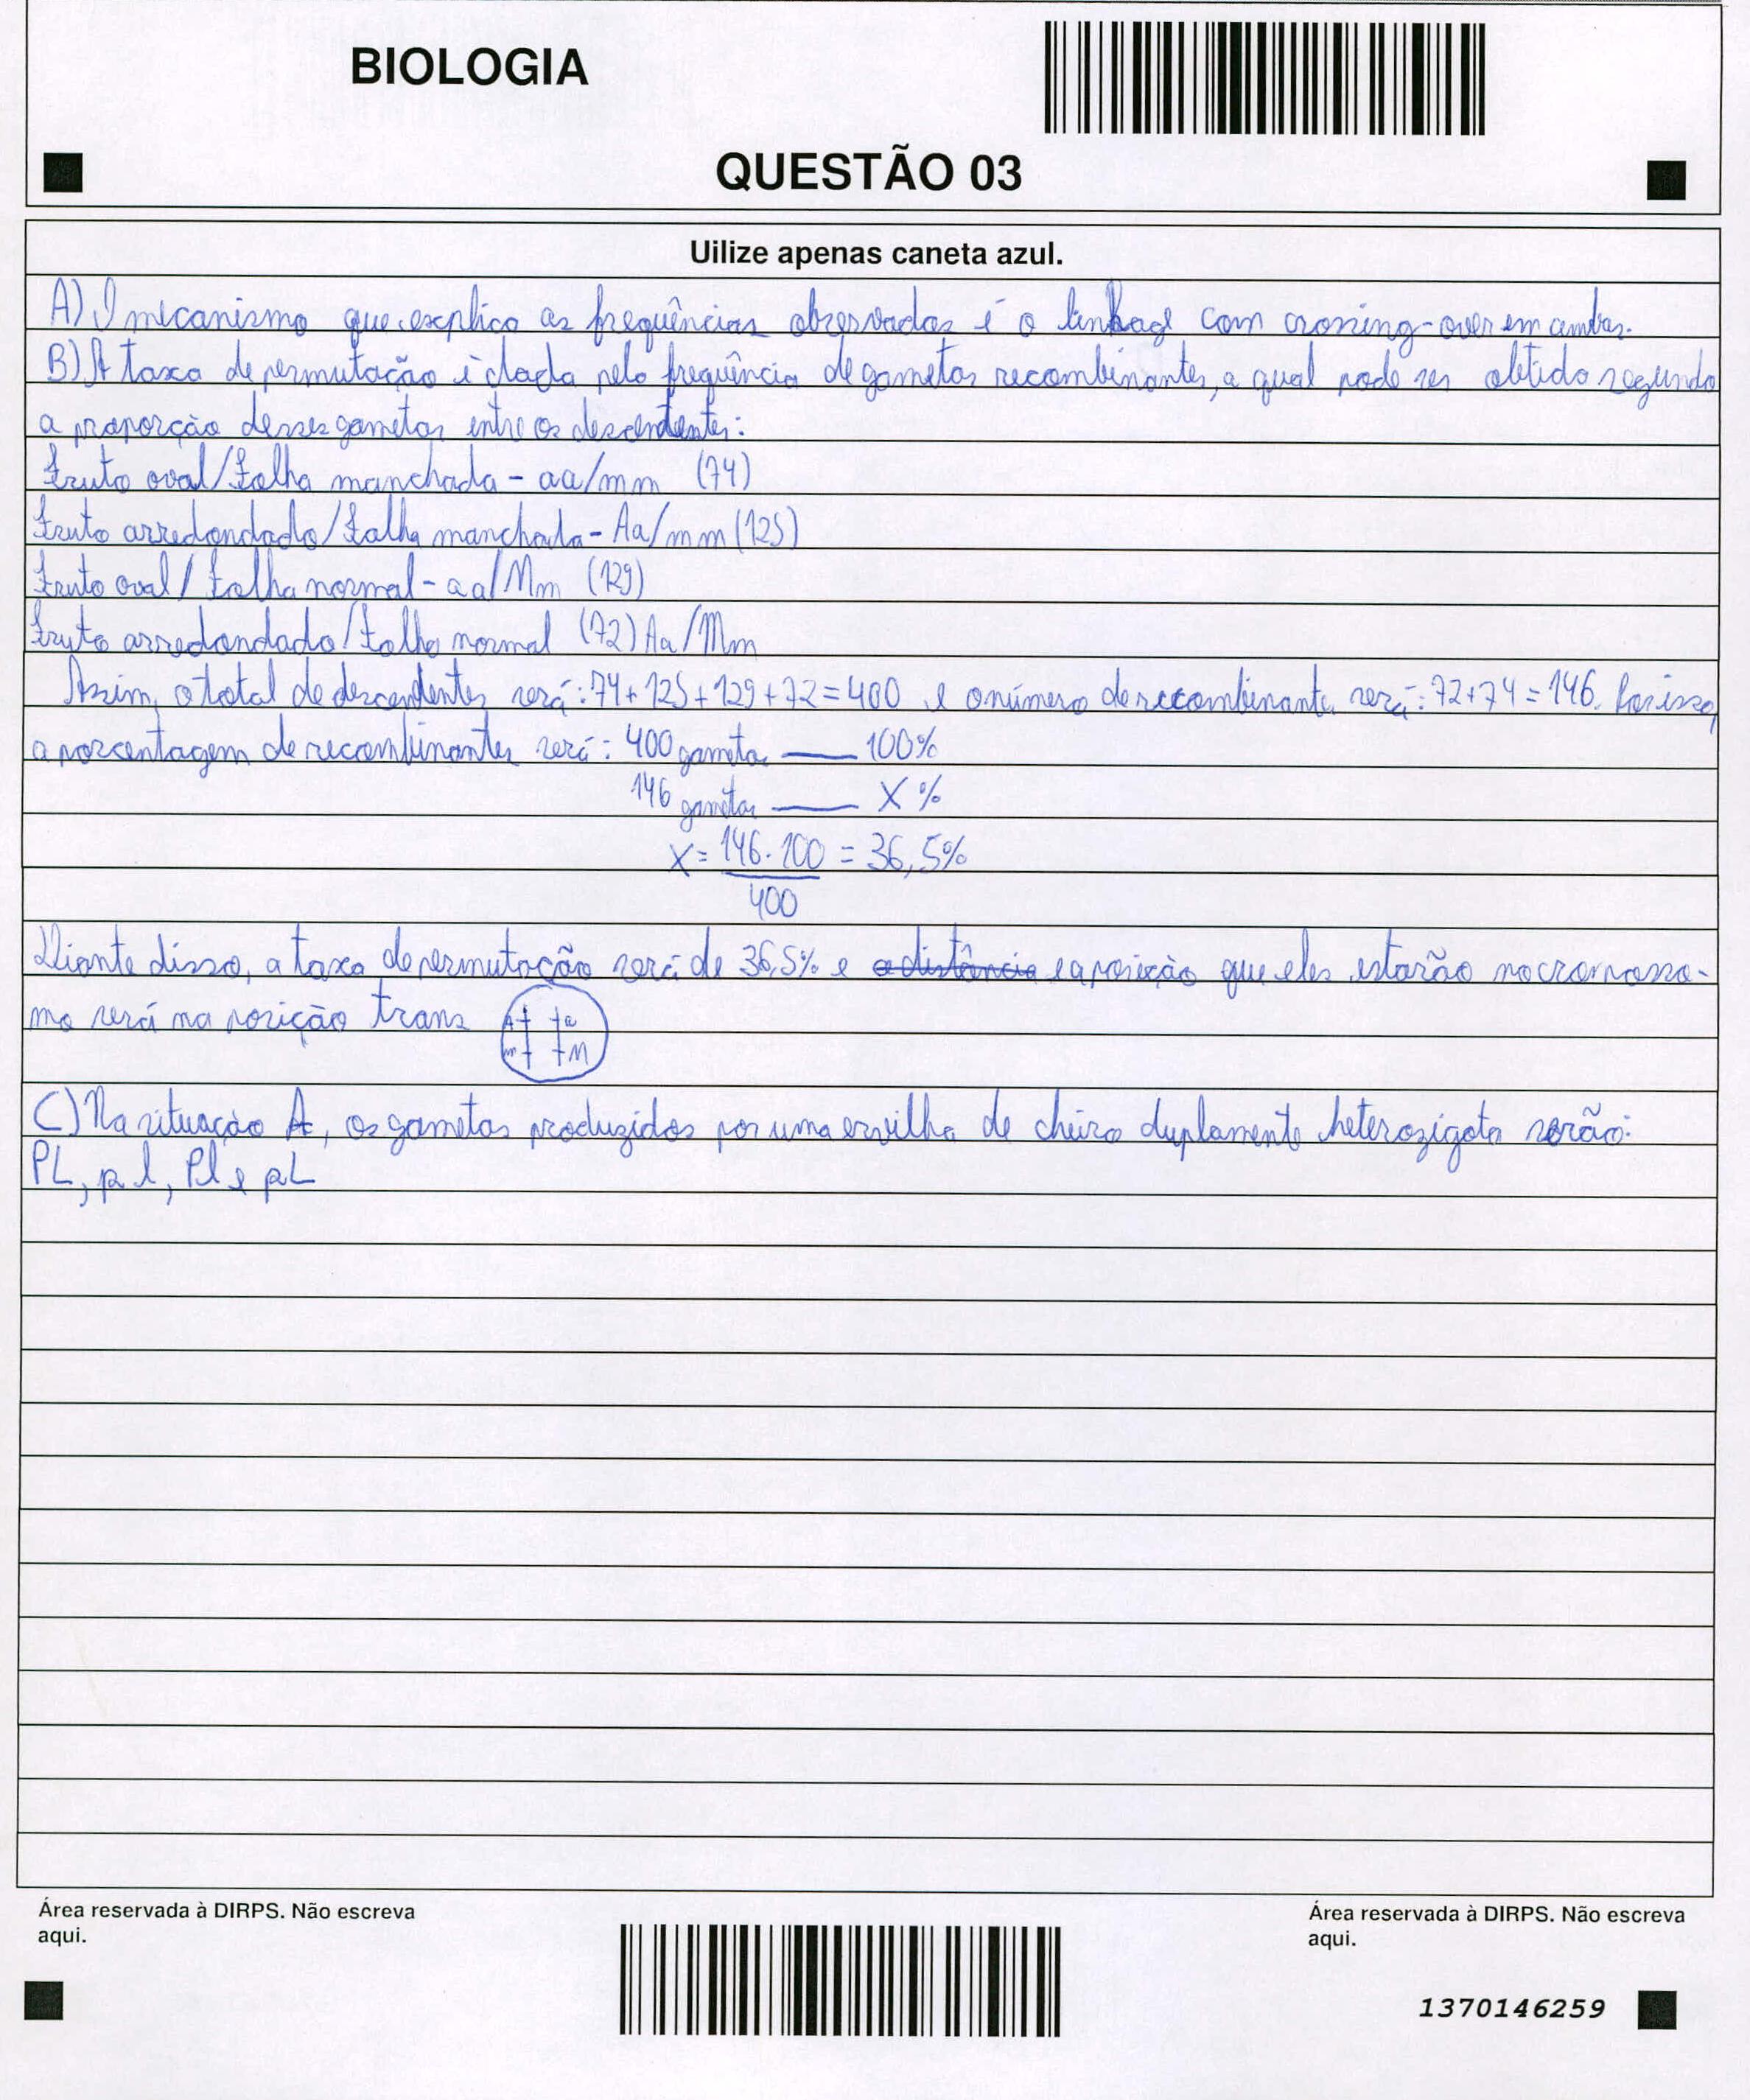 BIOLOGIA
QUESTÃO 03
Uilize apenas caneta azul.
A) O mecanismo que explica as frequências observadas é o linkage com crossing-over em ambas.
B) A taxa de permutação é dada pela frequência de gametas recombinantes, a qual pode ser obtida segundo
a proporção desses gametas entre os descendentes:
Fruto oval/Folha manchada - aa/mm (74)
Fruto arredondado/Folha manchada - Aa/mm (125)
Fruto oval/Folha normal - aa/Mm (129)
Fruto arredondado/Folha normal (72) Aa/Mm
Assim, o total de descendentes será: 74+125+129+72=400 e o número de recombinante será: 72+74=146. Por isso,
a porcentagem de recombinantes será: 400 gametas — 100%
146 gametas — X %
X = 146 . 100 = 36,5%
400
Diante disso, a taxa de permutação será de 36,5% e a distância e a posição que eles estarão no cromosso-
mo será na posição trans A a
m M
C) Na situação A, os gametas produzidos por uma ervilha de cheiro duplamente heterozigota serão:
PL, pl, Pl e pL
Área reservada à DIRPS. Não escreva
aqui.
Área reservada à DIRPS. Não escreva
aqui.
1370146259